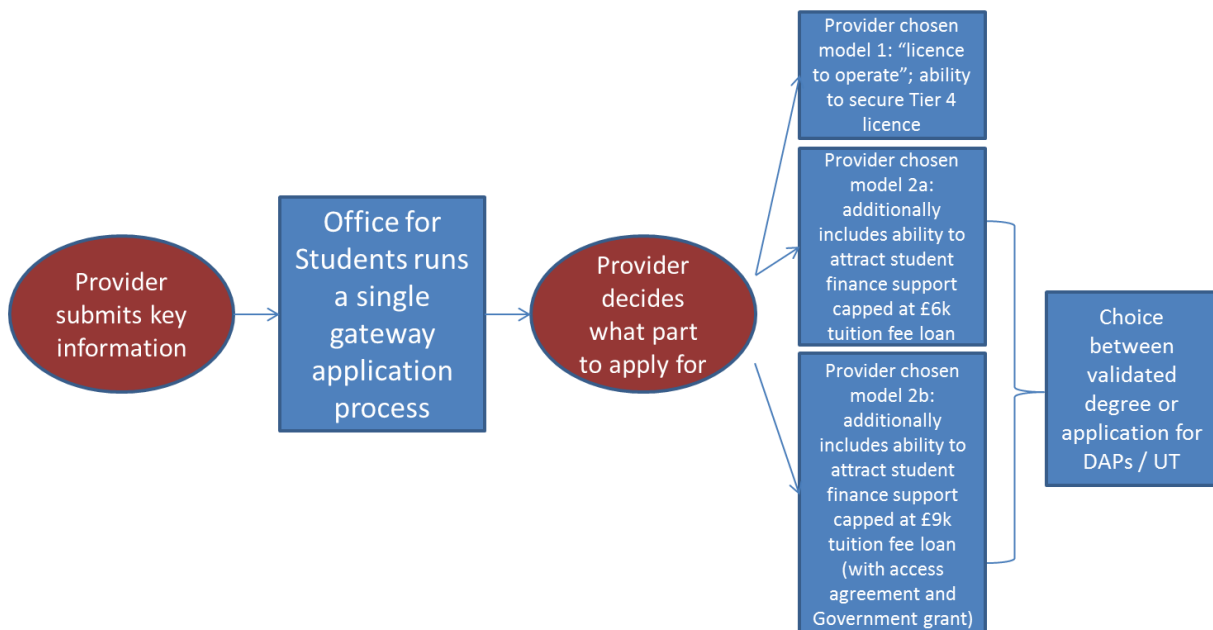 Provider
submits key
information
Office for
Students runs
a single
gateway
application
process
Provider
decides
what part
to apply for
Provider chosen
model 1: “licence
to operate”; ability
to secure Tier 4
licence
Provider chosen
model 2a:
additionally
includes ability to
attract student
finance support
capped at £6k
tuition fee loan
Provider chosen
model 2b:
additionally
includes ability to
attract student
finance support
capped at £9k
tuition fee loan
(with access
agreement and
Government grant)
Choice
between
validated
degree or
application for
DAPs / UT